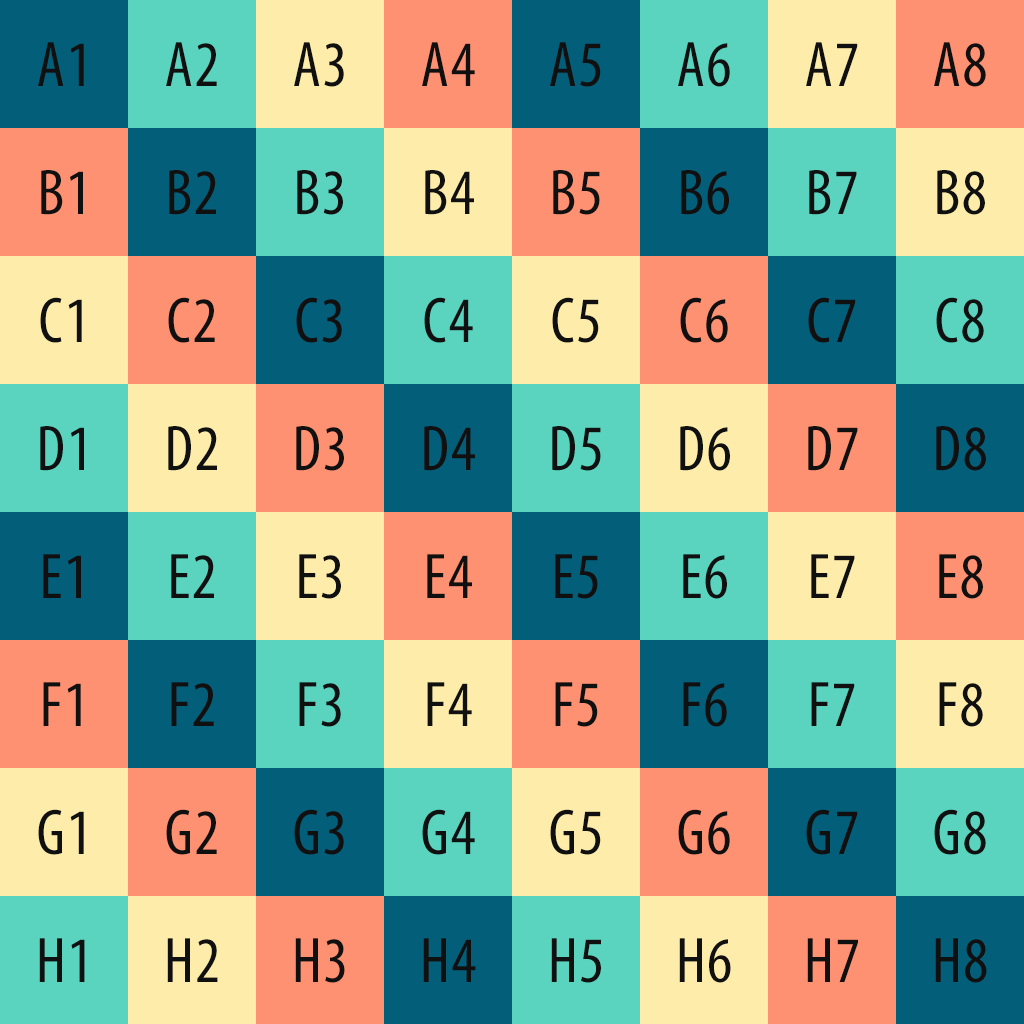 A1 A2 A3 A4 A5 A6 A7 A8
B1 B2 B3 B4 B5 B6 B7 B8
C1 C2 C3 C4 C5 C6 C7 C8
D1 D2 D3 D4 D5 D6 D7 D8
E1 E2 E3 E4 E5 E6 E7 E8
F1 F2 F3 F4 F5 F6 F7 F8
G1 G2 G3 G4 G5 G6 G7 G8
H1 H2 H3 H4 H5 H6 H7 H8